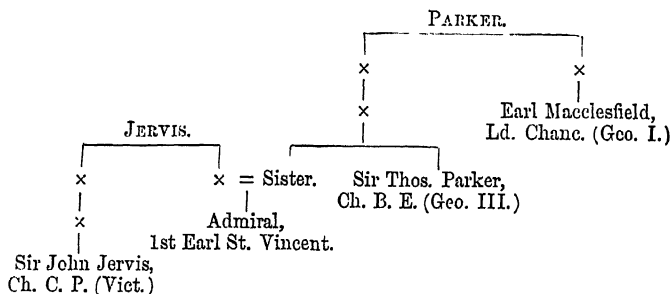 PARKER.
Earl Macclesfield,
Ld. Chanc. (Geo. I.)
JERVIS.
= Sister.
Sir Thos. Parker,
Ch. B. E. (Geo. III.)
Admiral,
1st Earl St. Vincent.
Sir John Jervis,
Ch. C. P. (Vict.)